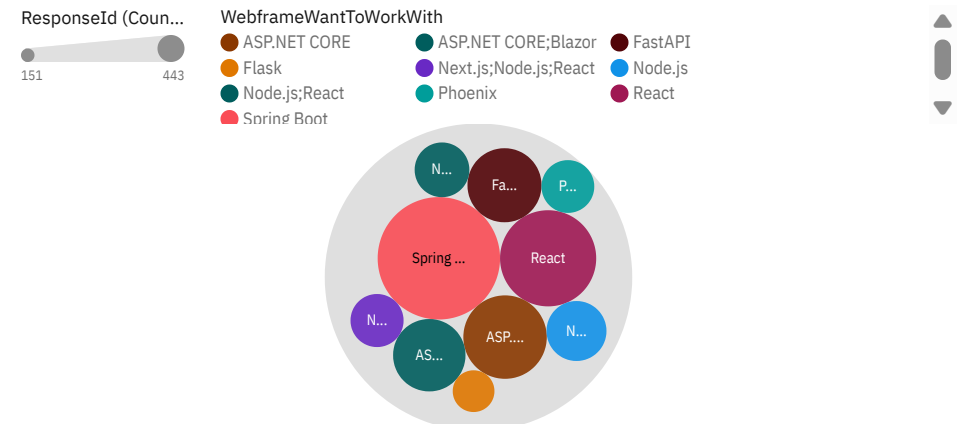 ResponseId (Coun...
151
443
WebframeWantToWorkWith
ASP.NET CORE
ASP.NET CORE;Blazor
FastAPI
Flask
Next.js;Node.js;React
Node.js
Node.js;React
Phoenix
React
Spring Boot
N...
Fa...
P...
Spring ...
React
N...
AS...
ASP....
N...